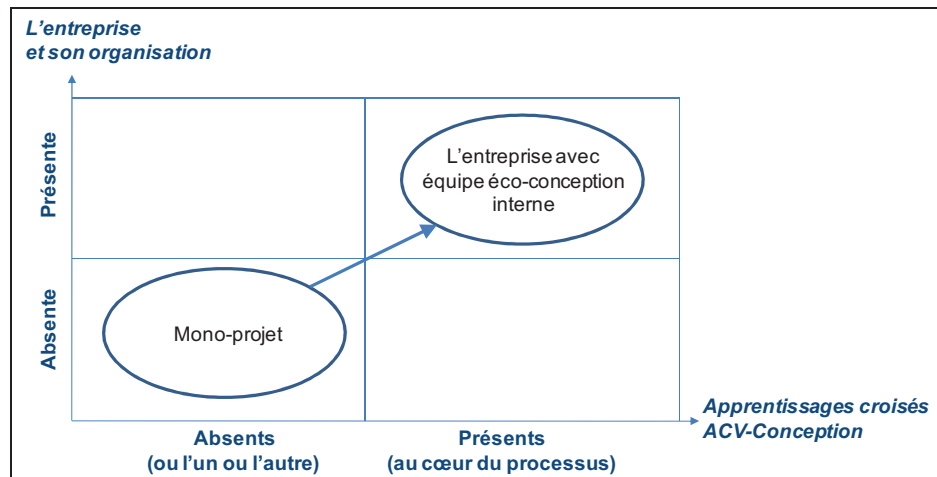 L'entreprise
et son organisation
Présente
L'entreprise avec
équipe éco-conception
interne
Absente
Mono-projet
Apprentissages croisés
ACV-Conception
Absents
(ou l'un ou l'autre)
Présents
(au cœur du processus)